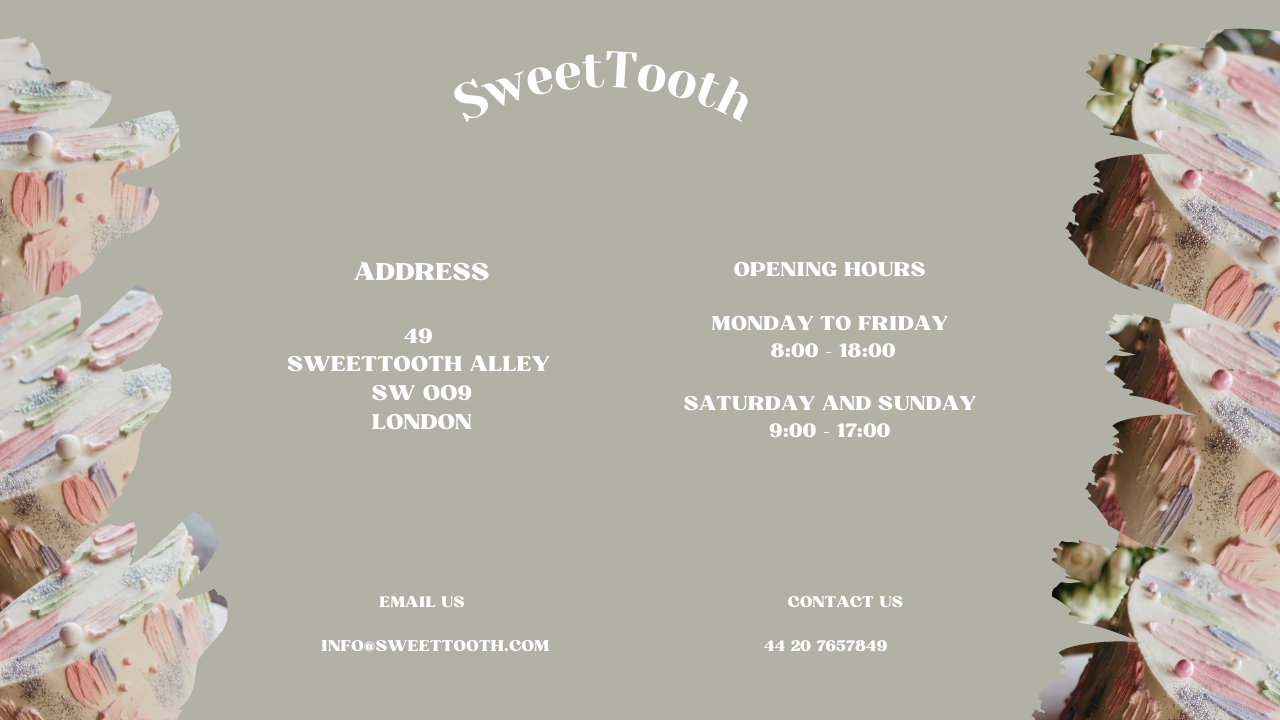 SweetTooth
ADDRESS
49
SWEETTOOTH ALLEY
SW 009
LONDON
OPENING HOURS
MONDAY TO FRIDAY
8:00 - 18:00
SATURDAY AND SUNDAY
9:00 - 17:00
EMAIL US
INFO@SWEETTOOTH.COM
CONTACT US
44 20 7657849